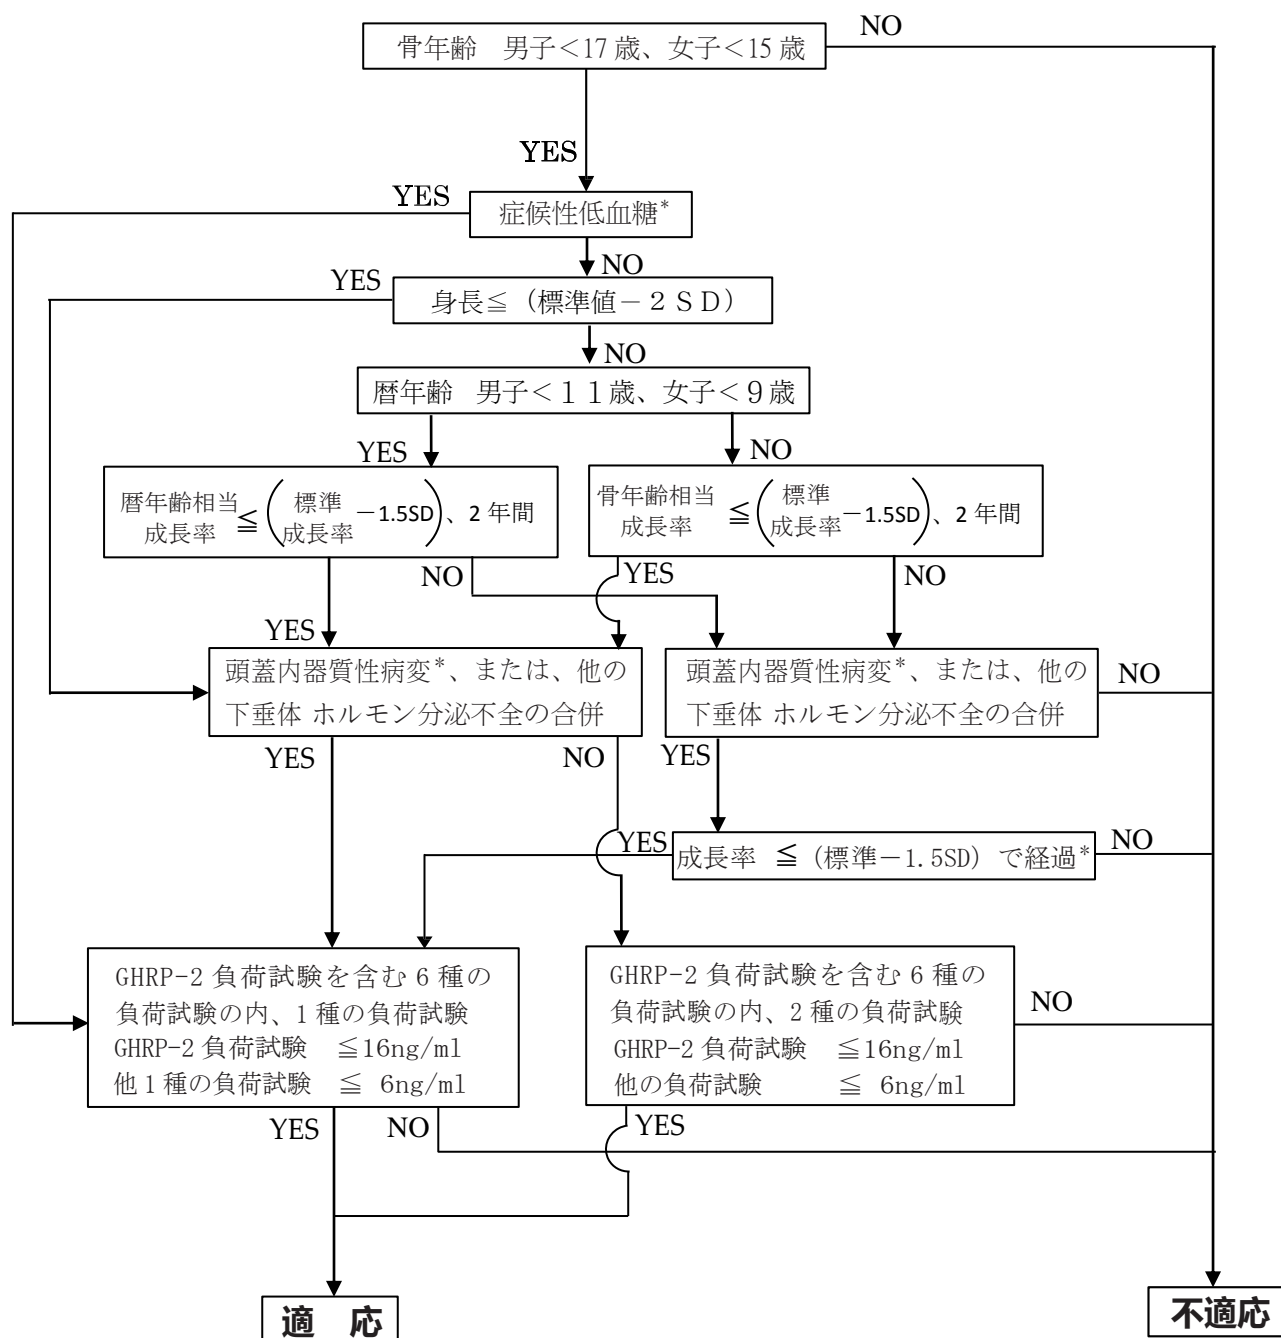 骨年齢　男子<17歳、女子<15歳
NO
YES
YES
症候性低血糖*
NO
YES
身長≦（標準値－２ＳＤ）
NO
暦年齢　男子＜１１歳、女子＜９歳
YES
NO
暦年齢相当成長率≦(標準成長率－1.5SD)、2年間
骨年齢相当成長率≦(標準成長率－1.5SD)、2年間
YES
NO
YES
NO
頭蓋内器質性病変*、または、他の
下垂体 ホルモン分泌不全の合併
頭蓋内器質性病変*、または、他の
下垂体 ホルモン分泌不全の合併
NO
YES
NO
YES
YES
成長率 ≦（標準－1.5SD）で経過*
NO
GHRP-2 負荷試験を含む 6 種の
負荷試験の内、1 種の負荷試験
GHRP-2 負荷試験　≦16ng/ml
他 1 種の負荷試験　≦ 6ng/ml
GHRP-2 負荷試験を含む 6 種の
負荷試験の内、2 種の負荷試験
GHRP-2 負荷試験　≦16ng/ml
他の負荷試験　　≦ 6ng/ml
NO
YES
NO
YES
適　応
不適応